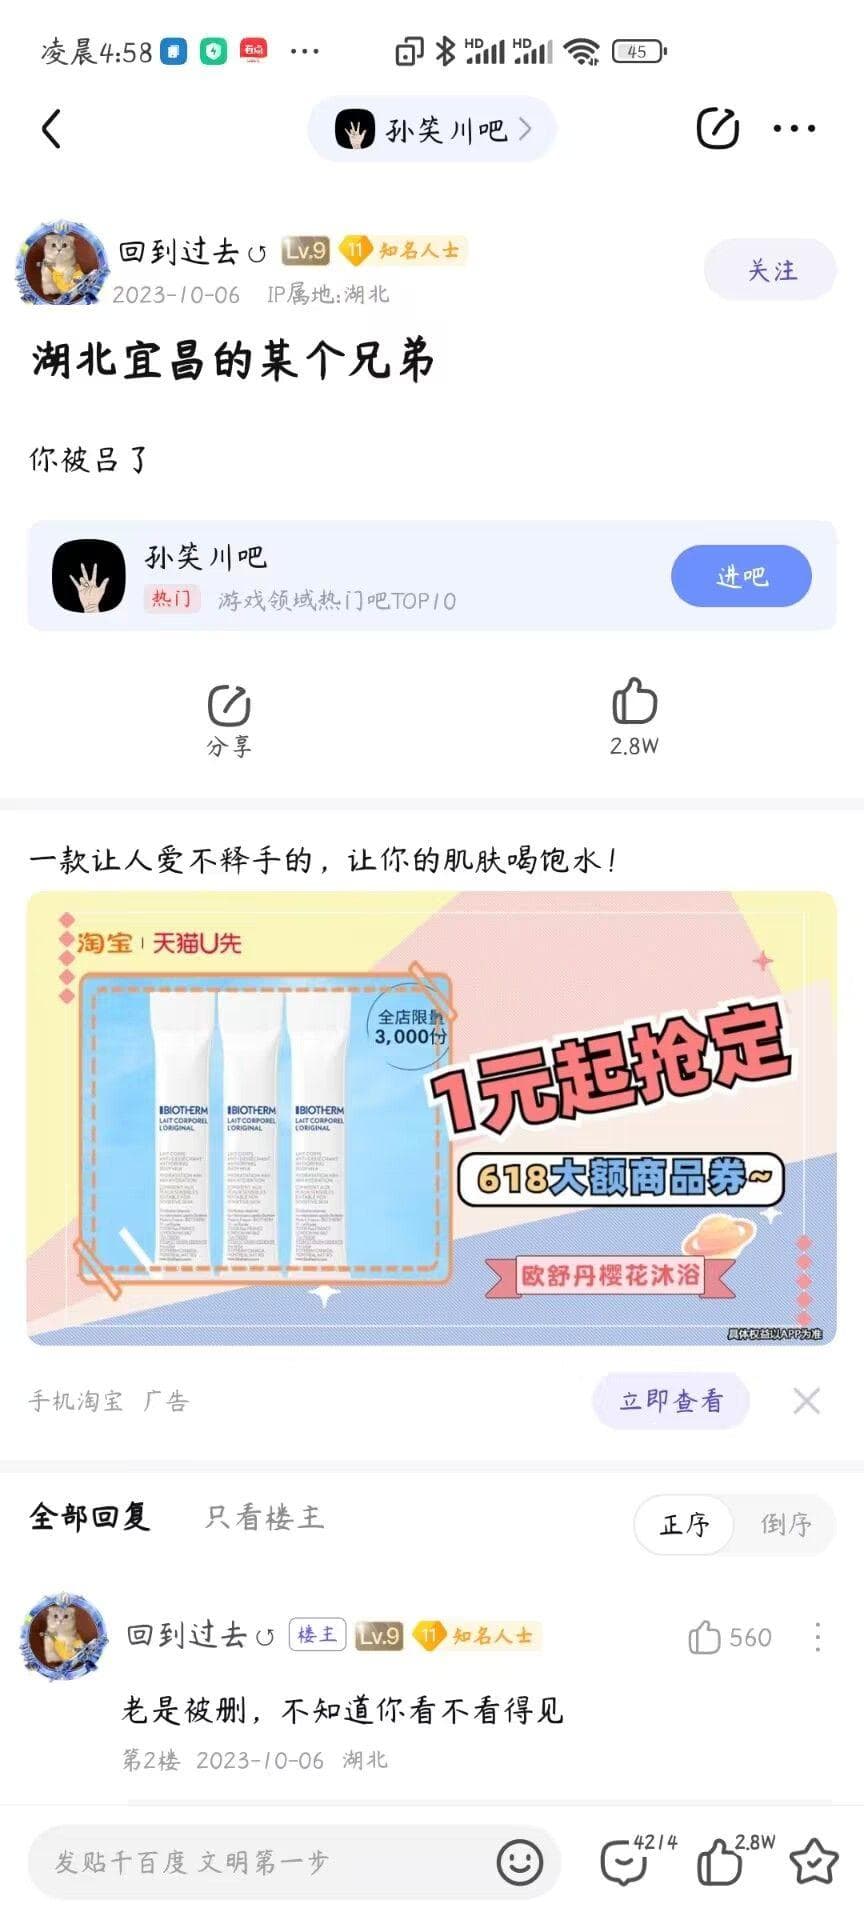 凌晨4:58
HD HD 45
孙笑川吧
回到过去 Lv.9 11 知名人士
关注
2023-10-06 IP属地:湖北
湖北宜昌的某个兄弟
你被吕了
孙笑川吧
热门 游戏领域热门吧TOP10
进吧
分享 2.8W
一款让人爱不释手的，让你的肌肤喝饱水！
淘宝 | 天猫U先
全店限量
3,000份
BIOTHERM BIOTHERM BIOTHERM
LAIT CORPOREL LAIT CORPOREL LAIT CORPOREL
L'ORIGINAL L'ORIGINAL L'ORIGINAL
1元起抢定
618大额商品券~
欧舒丹樱花沐浴
具体权益以APP为准
手机淘宝 广告
立即查看
全部回复 只看楼主 正序 倒序
回到过去 楼主 Lv.9 11 知名人士 560
老是被删，不知道你看不看得见
第2楼 2023-10-06 湖北
发贴千百度 文明第一步 4214 2.8W